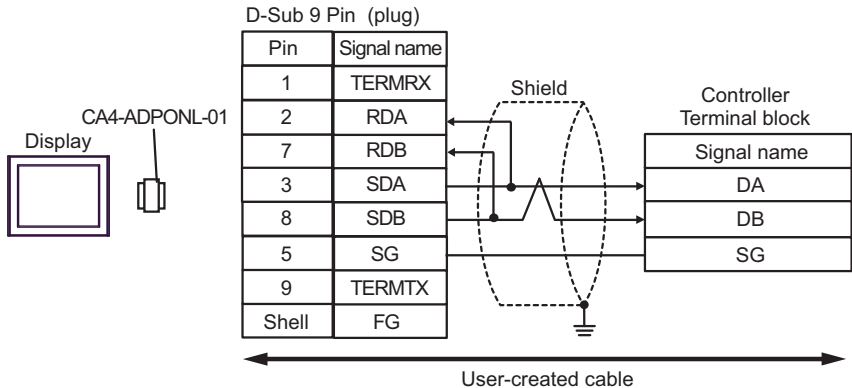 D-Sub 9 Pin (plug)
Pin Signal name
1 TERMRX
2 RDA
7 RDB
3 SDA
8 SDB
5 SG
9 TERMTX
Shell FG
CA4-ADPONL-01
Display
Shield
Controller
Terminal block
Signal name
DA
DB
SG
User-created cable